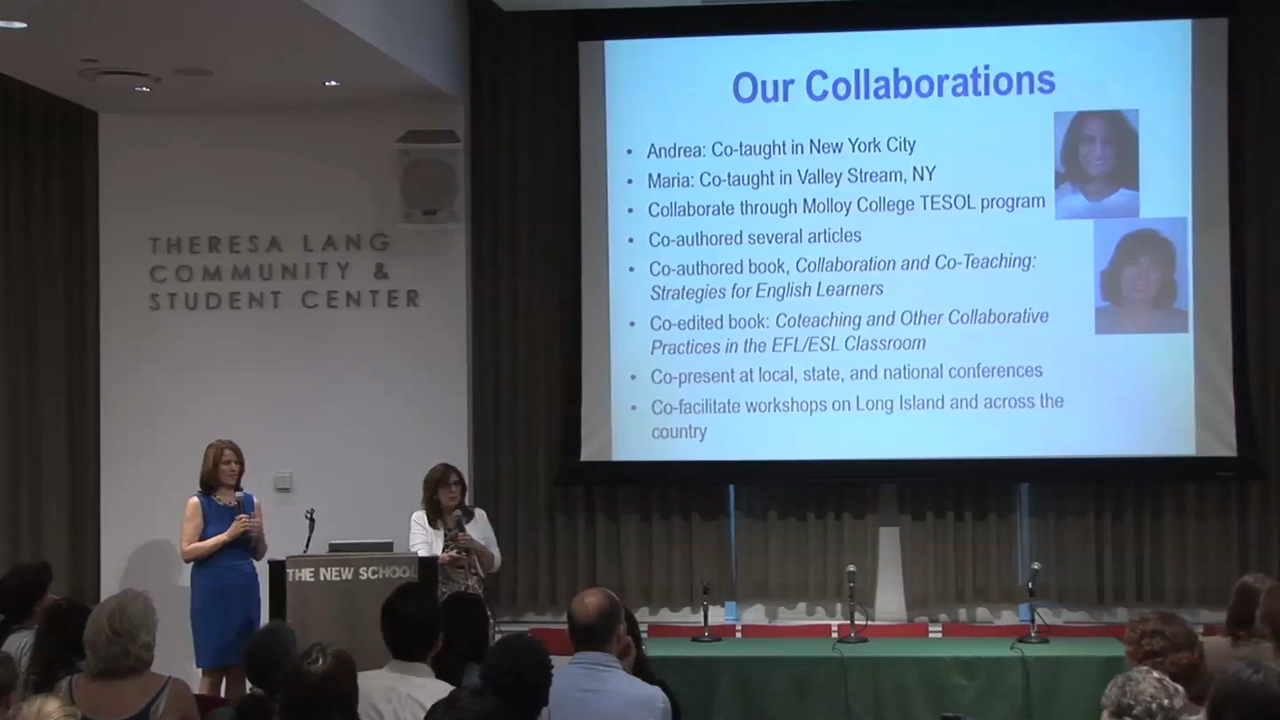 Our Collaborations
• Andrea: Co-taught in New York City
• Maria: Co-taught in Valley Stream, NY
• Collaborate through Molloy College TESOL program
• Co-authored several articles
• Co-authored book, Collaboration and Co-Teaching:
Strategies for English Learners
• Co-edited book: Coteaching and Other Collaborative
Practices in the EFL/ESL Classroom
• Co-present at local, state, and national conferences
• Co-facilitate workshops on Long Island and across the
country
THERESA LANG
COMMUNITY &
STUDENT CENTER
THE NEW SCHOOL